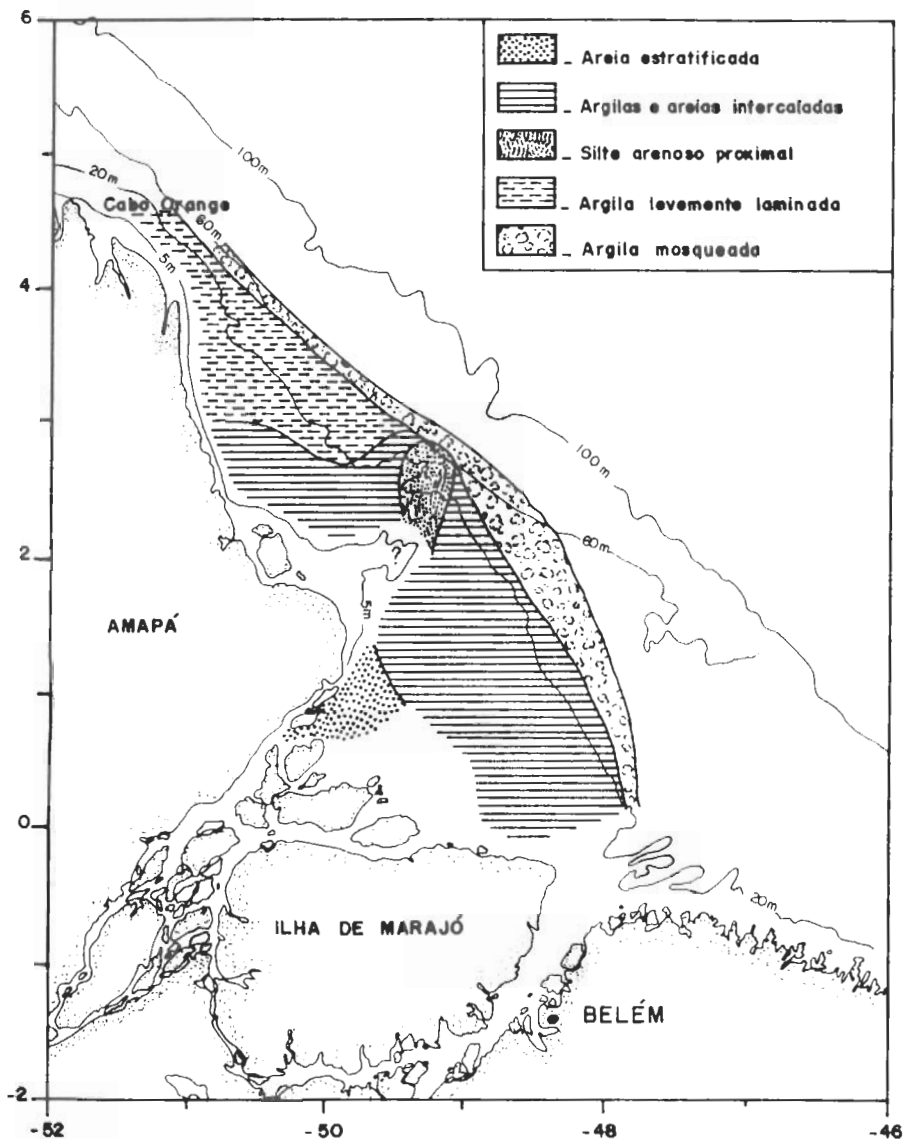 6
- Areia estratificada
- Argilas e areias intercaladas
- Silte arenoso proximal
- Argila levemente laminada
- Argila mosqueada
100m
20m
Cabo Orange
60m
5m
4
100m
60m
2
?
5m
AMAPÁ
0
20m
ILHA DE MARAJÓ
BELÉM
-2
-52
-50
-48
-46